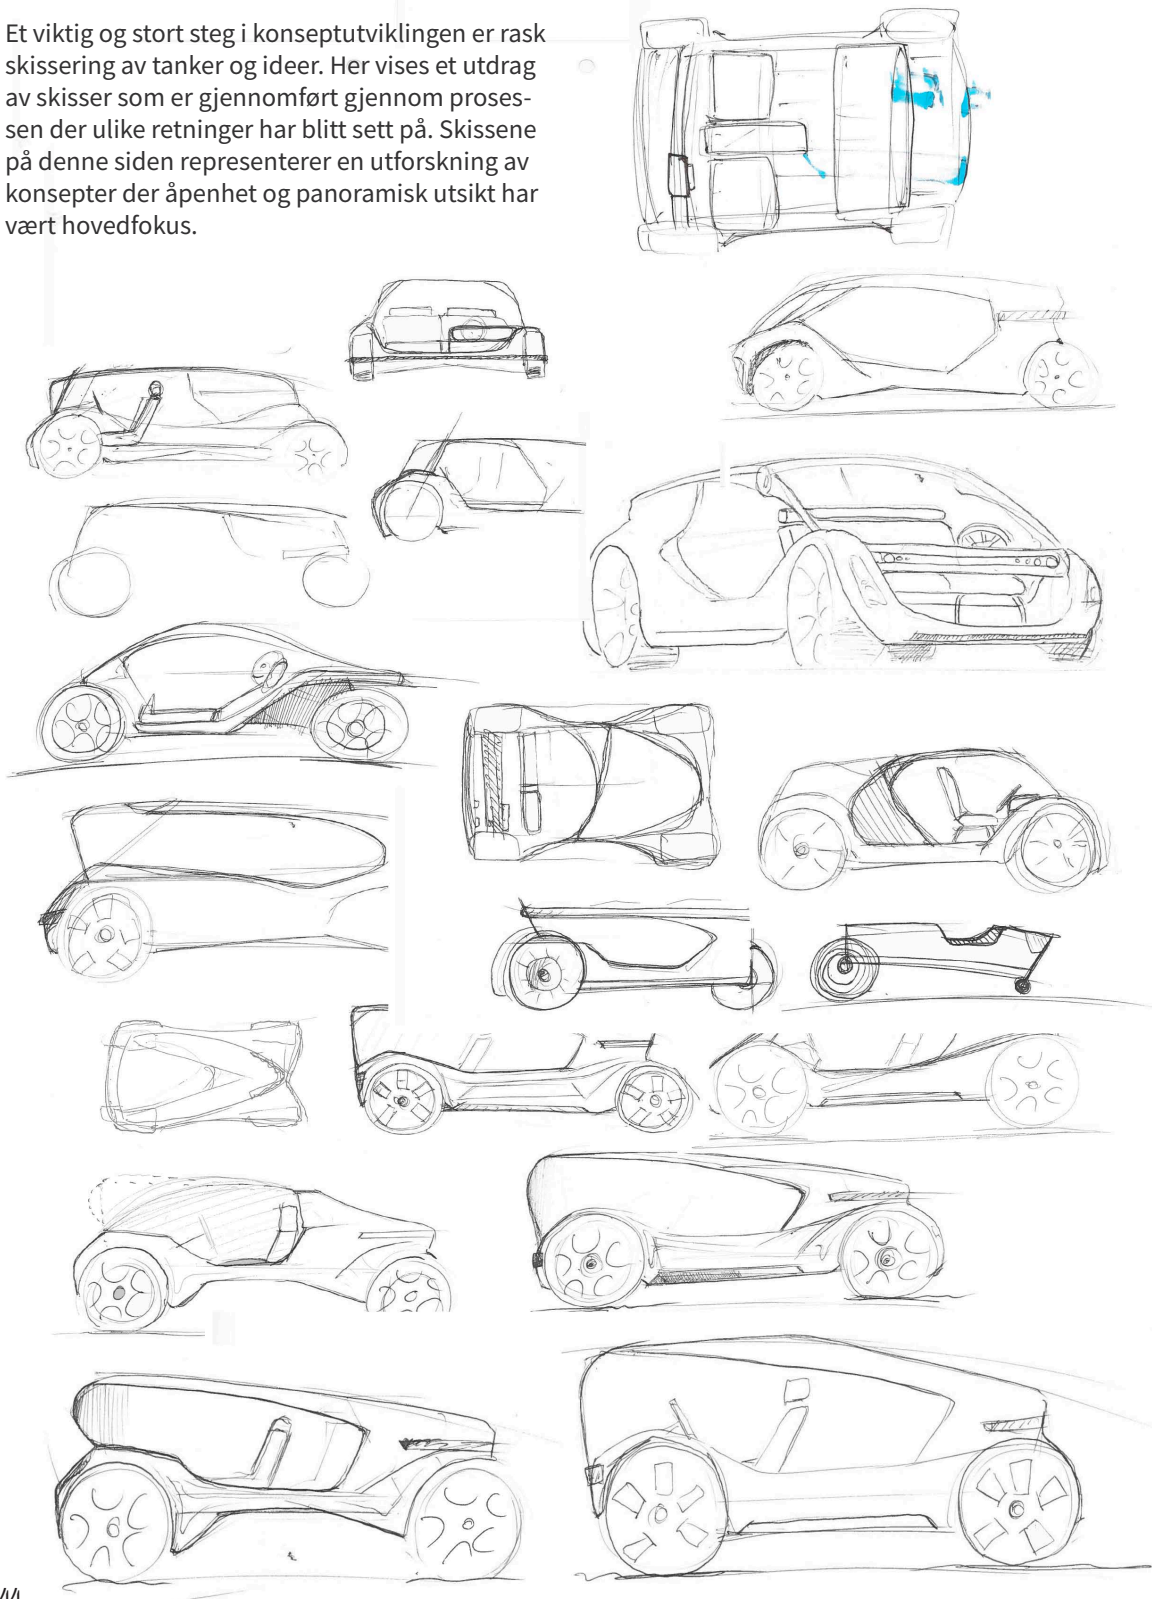 Et viktig og stort steg i konseptutviklingen er rask
skissering av tanker og ideer. Her vises et utdrag
av skisser som er gjennomført gjennom proses-
sen der ulike retninger har blitt sett på. Skissene
på denne siden representerer en utforskning av
konsepter der åpenhet og panoramisk utsikt har
vært hovedfokus.